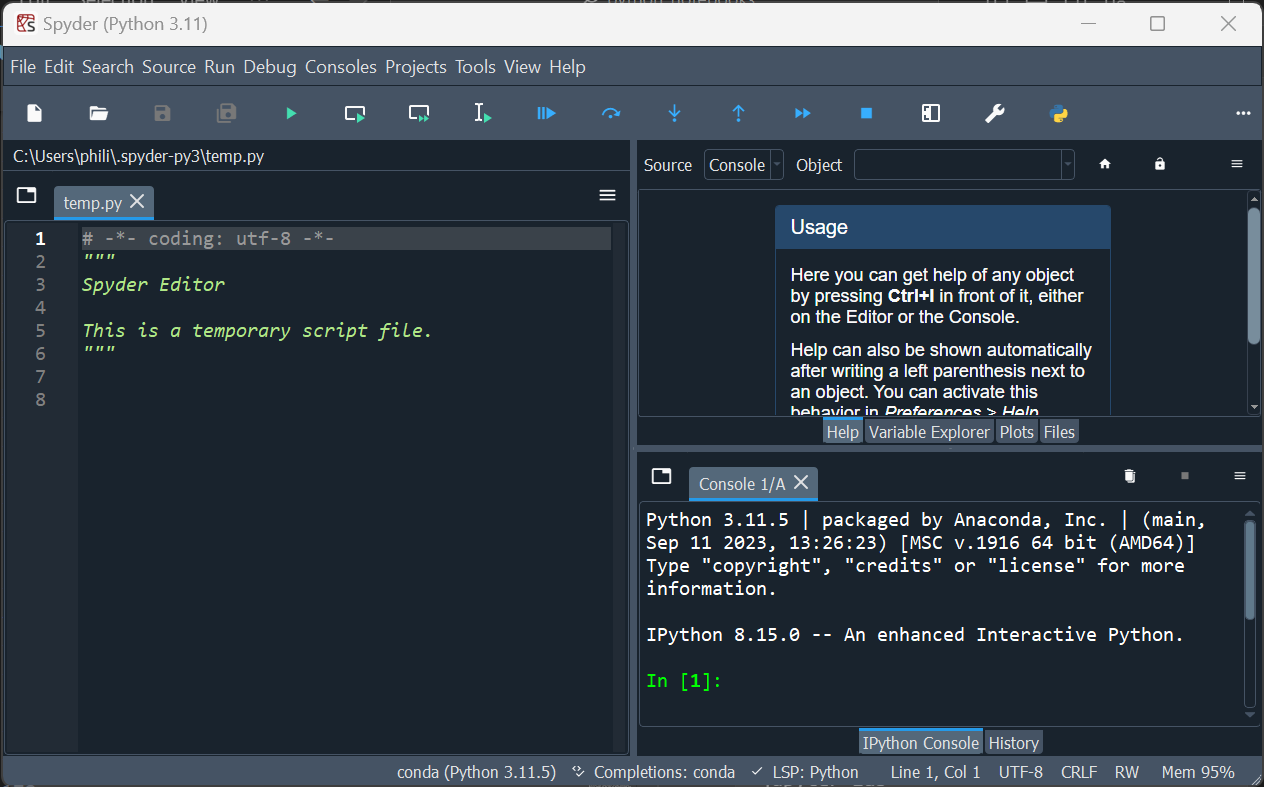 Spyder (Python 3.11)
File Edit Search Source Run Debug Consoles Projects Tools View Help
C:\Users\phili\.spyder-py3\temp.py
temp.py
1 # -*- coding: utf-8 -*-
2 """
3 Spyder Editor
4
5 This is a temporary script file.
6 """
7
8
Source Console Object
Usage
Here you can get help of any object
by pressing Ctrl+I in front of it, either
on the Editor or the Console.
Help can also be shown automatically
after writing a left parenthesis next to
an object. You can activate this
behavior in Preferences > Help
Help Variable Explorer Plots Files
Console 1/A
Python 3.11.5 | packaged by Anaconda, Inc. | (main,
Sep 11 2023, 13:26:23) [MSC v.1916 64 bit (AMD64)]
Type "copyright", "credits" or "license" for more
information.
IPython 8.15.0 -- An enhanced Interactive Python.
In [1]:
IPython Console History
conda (Python 3.11.5) Completions: conda LSP: Python Line 1, Col 1 UTF-8 CRLF RW Mem 95%